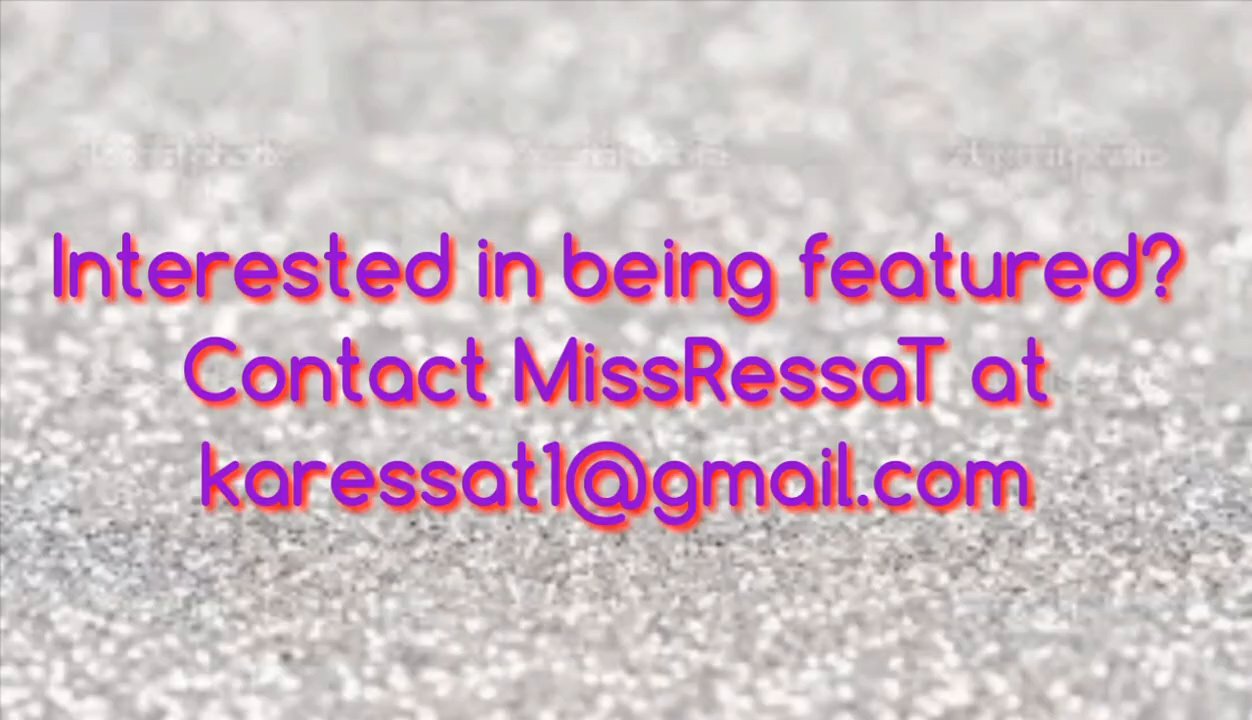 Interested in being featured?
Contact MissRessaT at
karessat1@gmail.com